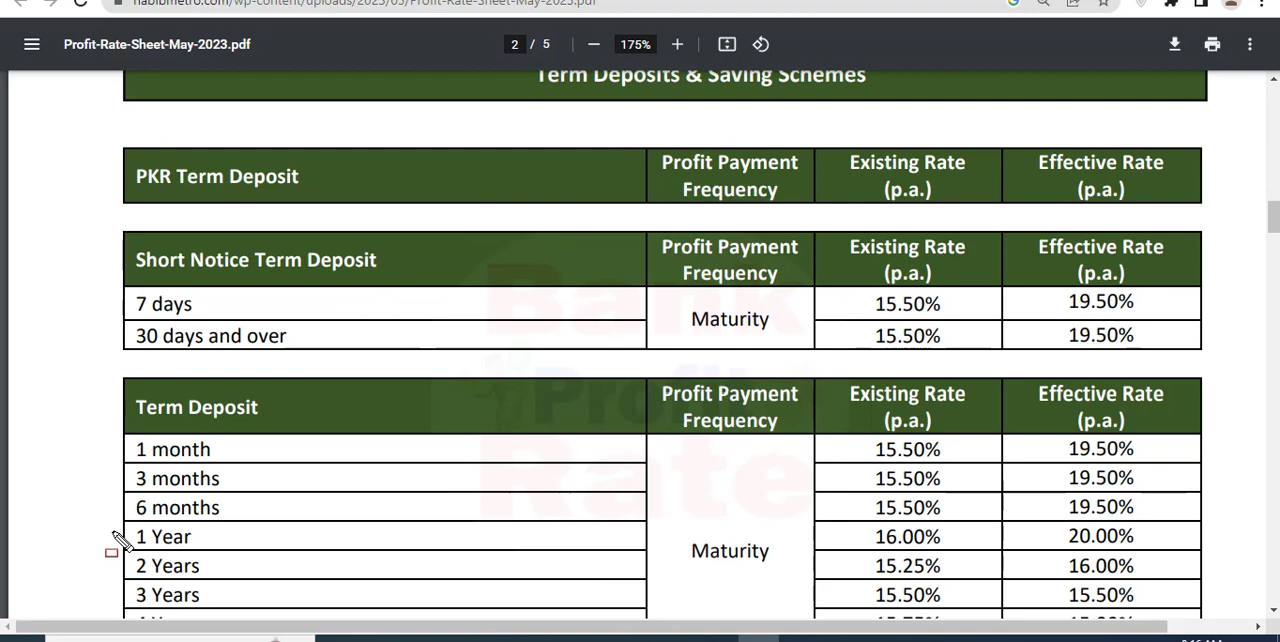 habibmetro.com/wp-content/uploads/2023/05/Profit-Rate-Sheet-May-2023.pdf
Profit-Rate-Sheet-May-2023.pdf 2 / 5 175%
Term Deposits & Saving Schemes
PKR Term Deposit Profit Payment Frequency Existing Rate (p.a.) Effective Rate (p.a.)
Short Notice Term Deposit Profit Payment Frequency Existing Rate (p.a.) Effective Rate (p.a.)
7 days Maturity 15.50% 19.50%
30 days and over 15.50% 19.50%
Term Deposit Profit Payment Frequency Existing Rate (p.a.) Effective Rate (p.a.)
1 month 15.50% 19.50%
3 months 15.50% 19.50%
6 months 15.50% 19.50%
1 Year Maturity 16.00% 20.00%
2 Years 15.25% 16.00%
3 Years 15.50% 15.50%
Bank
Profit
Rate